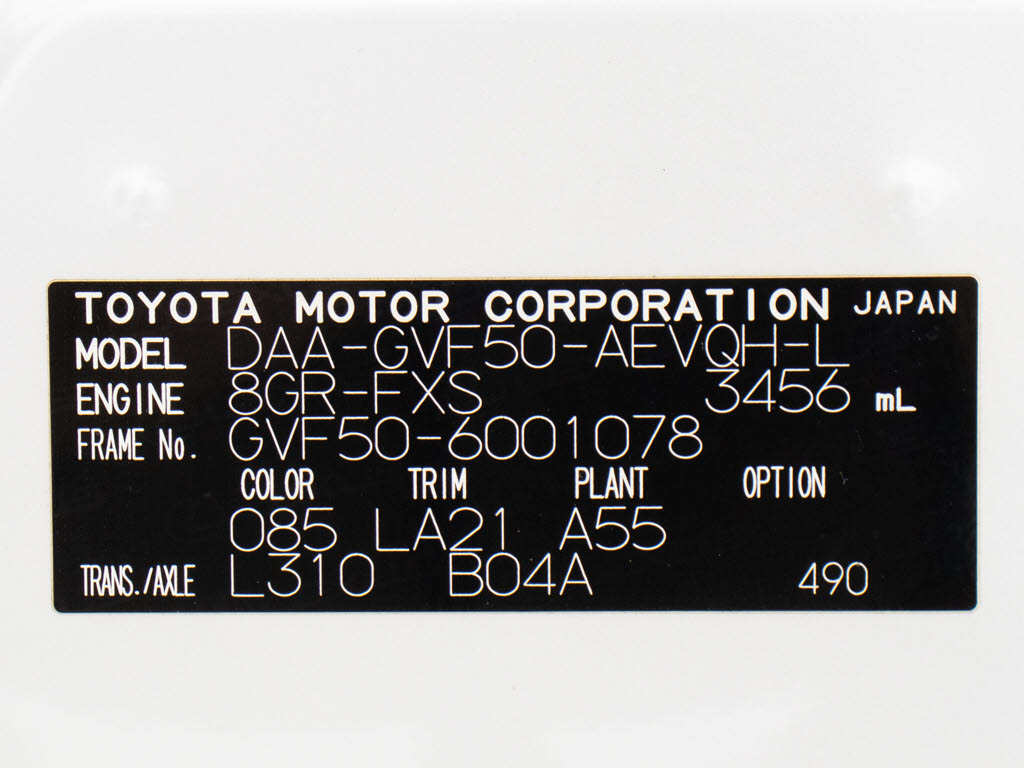 TOYOTA MOTOR CORPORATION JAPAN
MODEL DAA-GVF50-AEVQH-L
ENGINE 8GR-FXS 3456 mL
FRAME No. GVF50-6001078
COLOR TRIM PLANT OPTION
085 LA21 A55
TRANS./AXLE L310 B04A 490